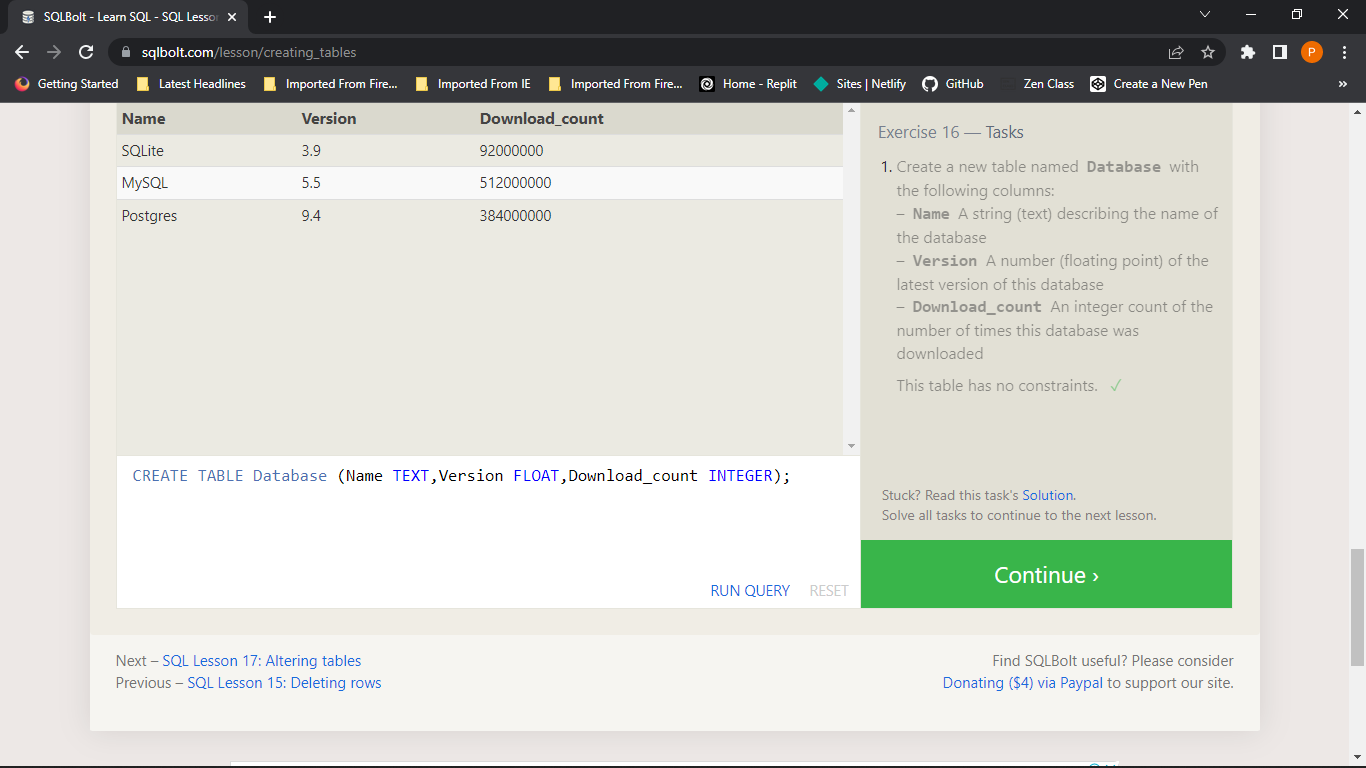 SQLBolt - Learn SQL - SQL Lesson
sqlbolt.com/lesson/creating_tables
P
Getting Started
Latest Headlines
Imported From Fire...
Imported From IE
Imported From Fire...
Home - Replit
Sites | Netlify
GitHub
Zen Class
Create a New Pen
»
Name Version Download_count
SQLite 3.9 92000000
MySQL 5.5 512000000
Postgres 9.4 384000000
CREATE TABLE Database (Name TEXT,Version FLOAT,Download_count INTEGER);
RUN QUERY RESET
Exercise 16 — Tasks
1. Create a new table named Database with
the following columns:
– Name A string (text) describing the name of
the database
– Version A number (floating point) of the
latest version of this database
– Download_count An integer count of the
number of times this database was
downloaded
This table has no constraints. ✓
Stuck? Read this task's Solution.
Solve all tasks to continue to the next lesson.
Continue ›
Next – SQL Lesson 17: Altering tables
Previous – SQL Lesson 15: Deleting rows
Find SQLBolt useful? Please consider
Donating ($4) via Paypal to support our site.